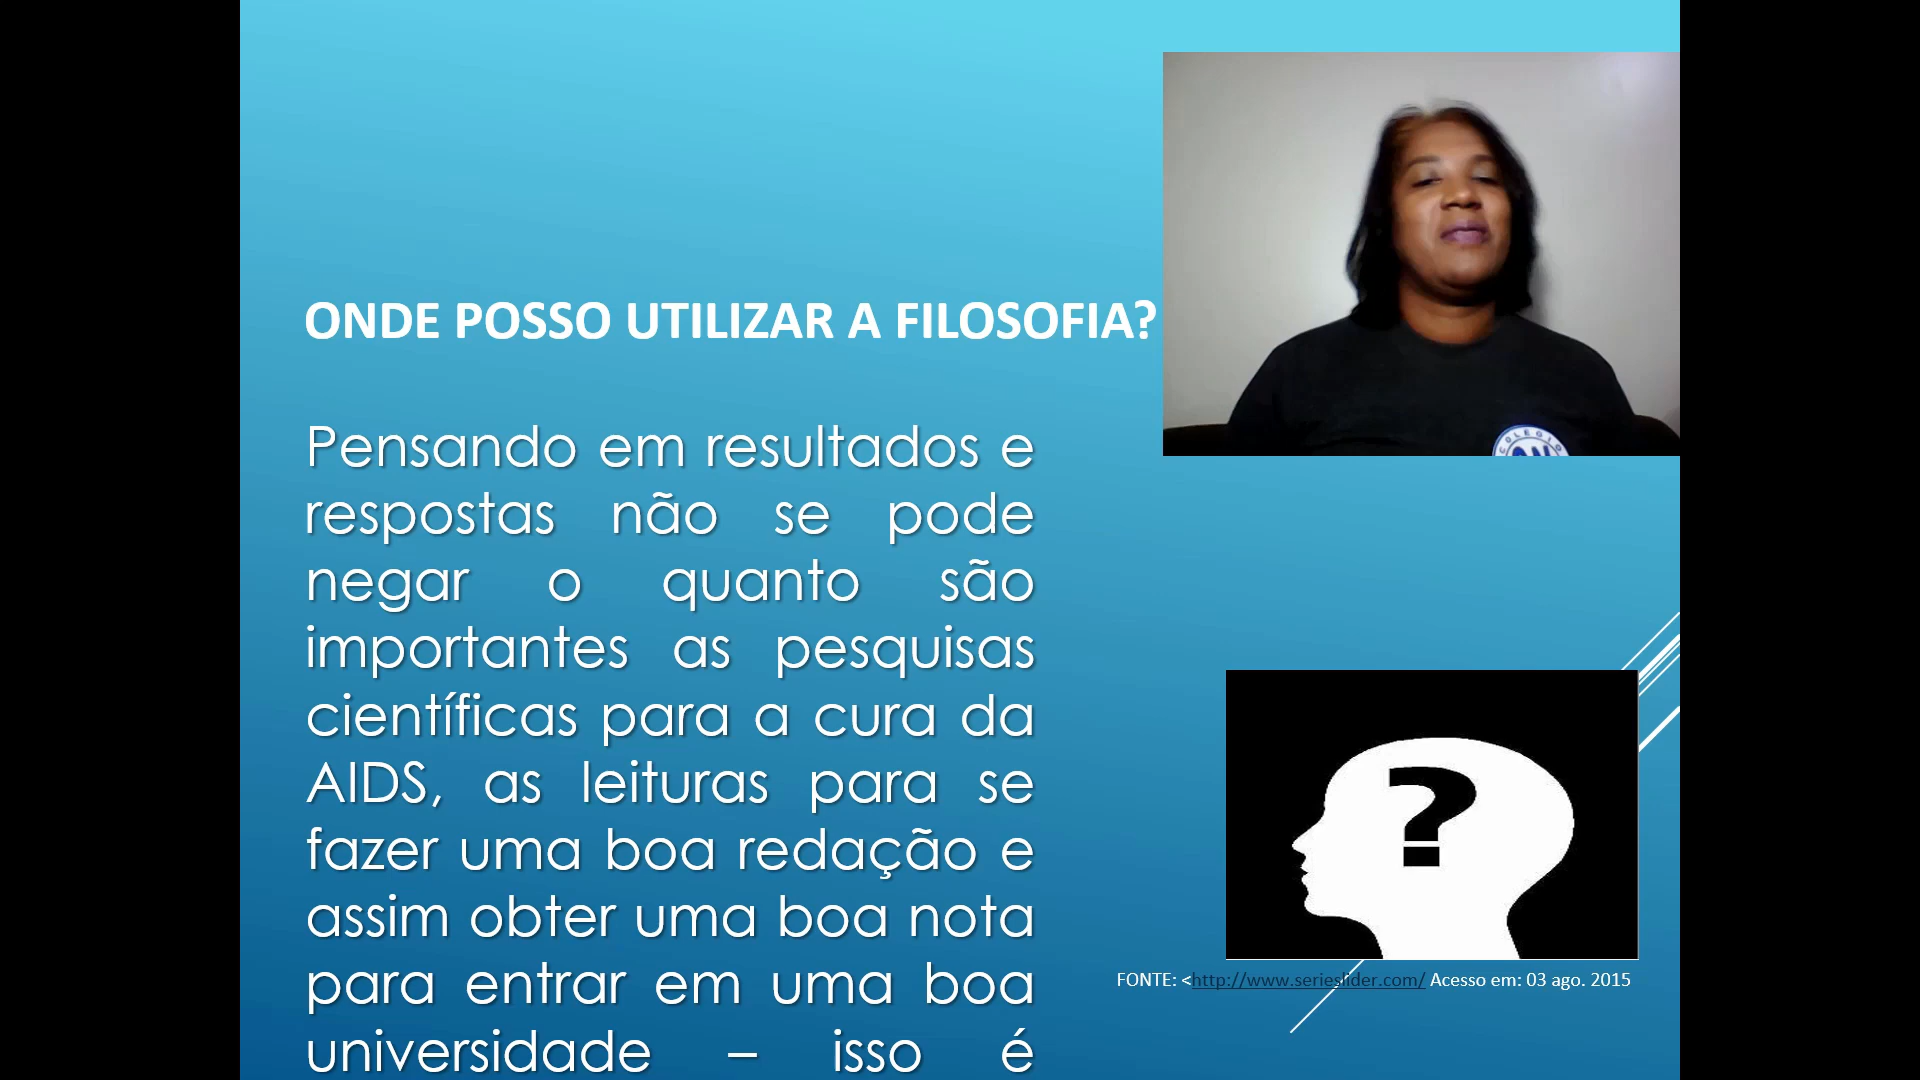 ONDE POSSO UTILIZAR A FILOSOFIA?
Pensando em resultados e
respostas não se pode
negar o quanto são
importantes as pesquisas
científicas para a cura da
AIDS, as leituras para se
fazer uma boa redação e
assim obter uma boa nota
para entrar em uma boa
universidade – isso é
COLEGIO
?
FONTE: <http://www.serieslider.com/ Acesso em: 03 ago. 2015